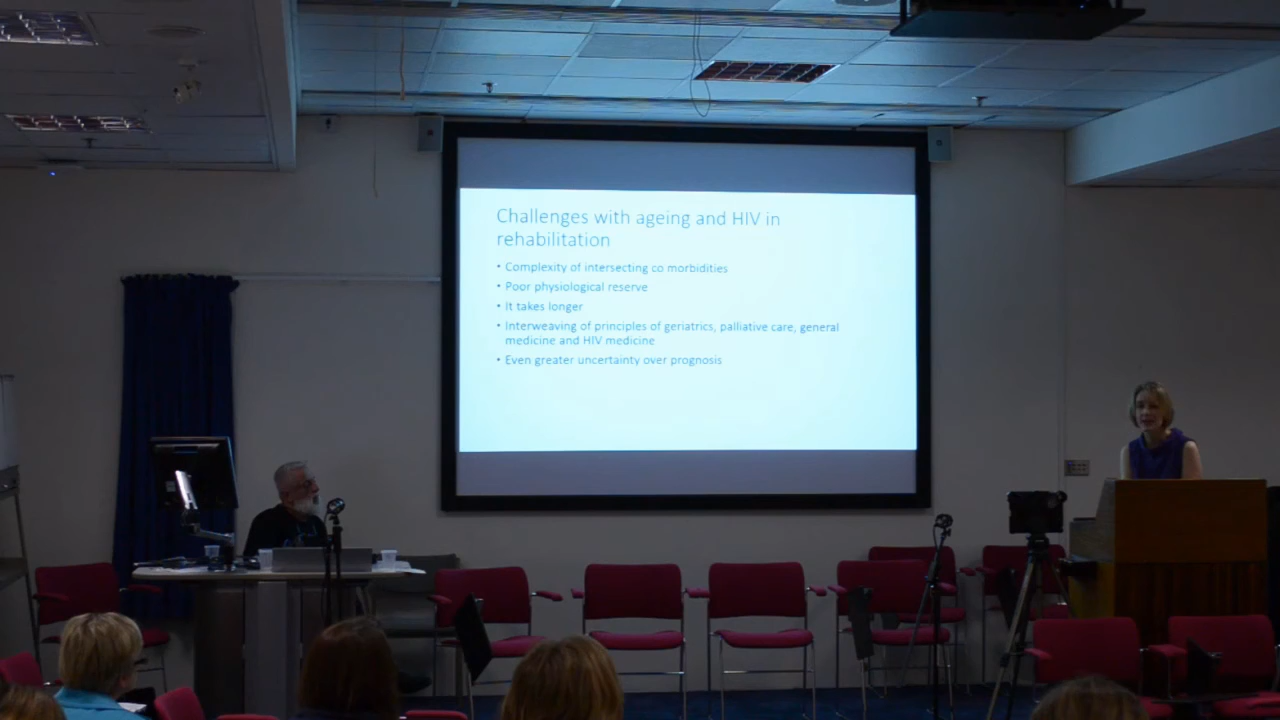 Challenges with ageing and HIV in
rehabilitation
• Complexity of intersecting co morbidities
• Poor physiological reserve
• It takes longer
• Interweaving of principles of geriatrics, palliative care, general
medicine and HIV medicine
• Even greater uncertainty over prognosis